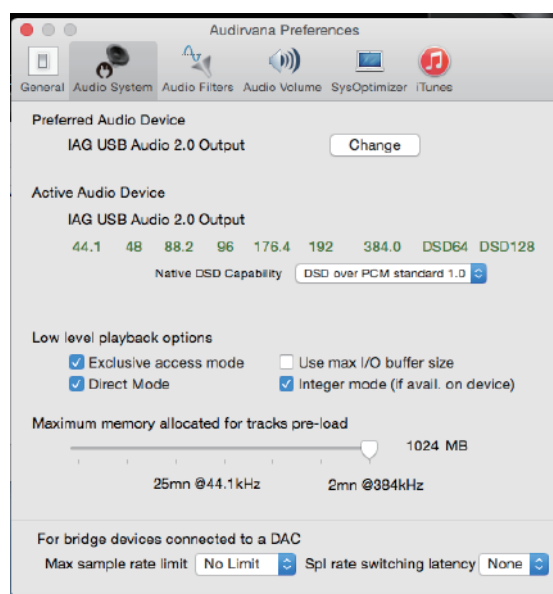 Audirvana Preferences
General Audio System Audio Filters Audio Volume SysOptimizer iTunes
Preferred Audio Device
IAG USB Audio 2.0 Output Change
Active Audio Device
IAG USB Audio 2.0 Output
44.1 48 88.2 96 176.4 192 384.0 DSD64 DSD128
Native DSD Capability DSD over PCM standard 1.0
Low level playback options
Exclusive access mode Use max I/O buffer size
Direct Mode Integer mode (if avail. on device)
Maximum memory allocated for tracks pre-load
1024 MB
25mn @44.1kHz 2mn @384kHz
For bridge devices connected to a DAC
Max sample rate limit No Limit Spl rate switching latency None